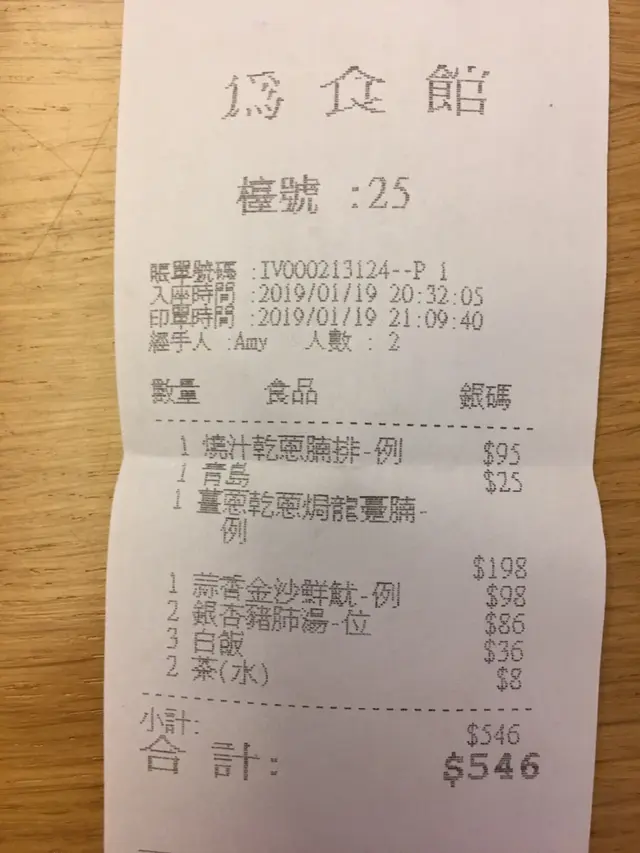 為食館
檯號 :25
賬單號碼 :IV000213124--P 1
入座時間 :2019/01/19 20:32:05
印單時間 :2019/01/19 21:09:40
經手人 :Amy 人數 : 2
數量 食品 銀碼
1 燒汁乾蔥腩排-例 $95
1 青島 $25
1 薑蔥乾蔥焗龍躉腩-
例
$198
1 蒜香金沙鮮魷-例 $98
2 銀杏豬肺湯-位 $86
3 白飯 $36
2 茶(水) $8
小計: $546
合計: $546